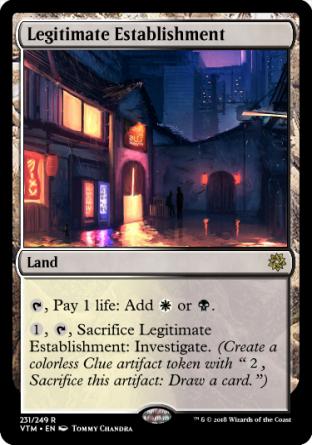 Legitimate Establishment
Land
, Pay 1 life: Add or .
1, , Sacrifice Legitimate
Establishment: Investigate. (Create a
colorless Clue artifact token with “2,
Sacrifice this artifact: Draw a card.”)
231/249 R
VTM • EN Tommy Chandra
™ & © 2018 Wizards of the Coast